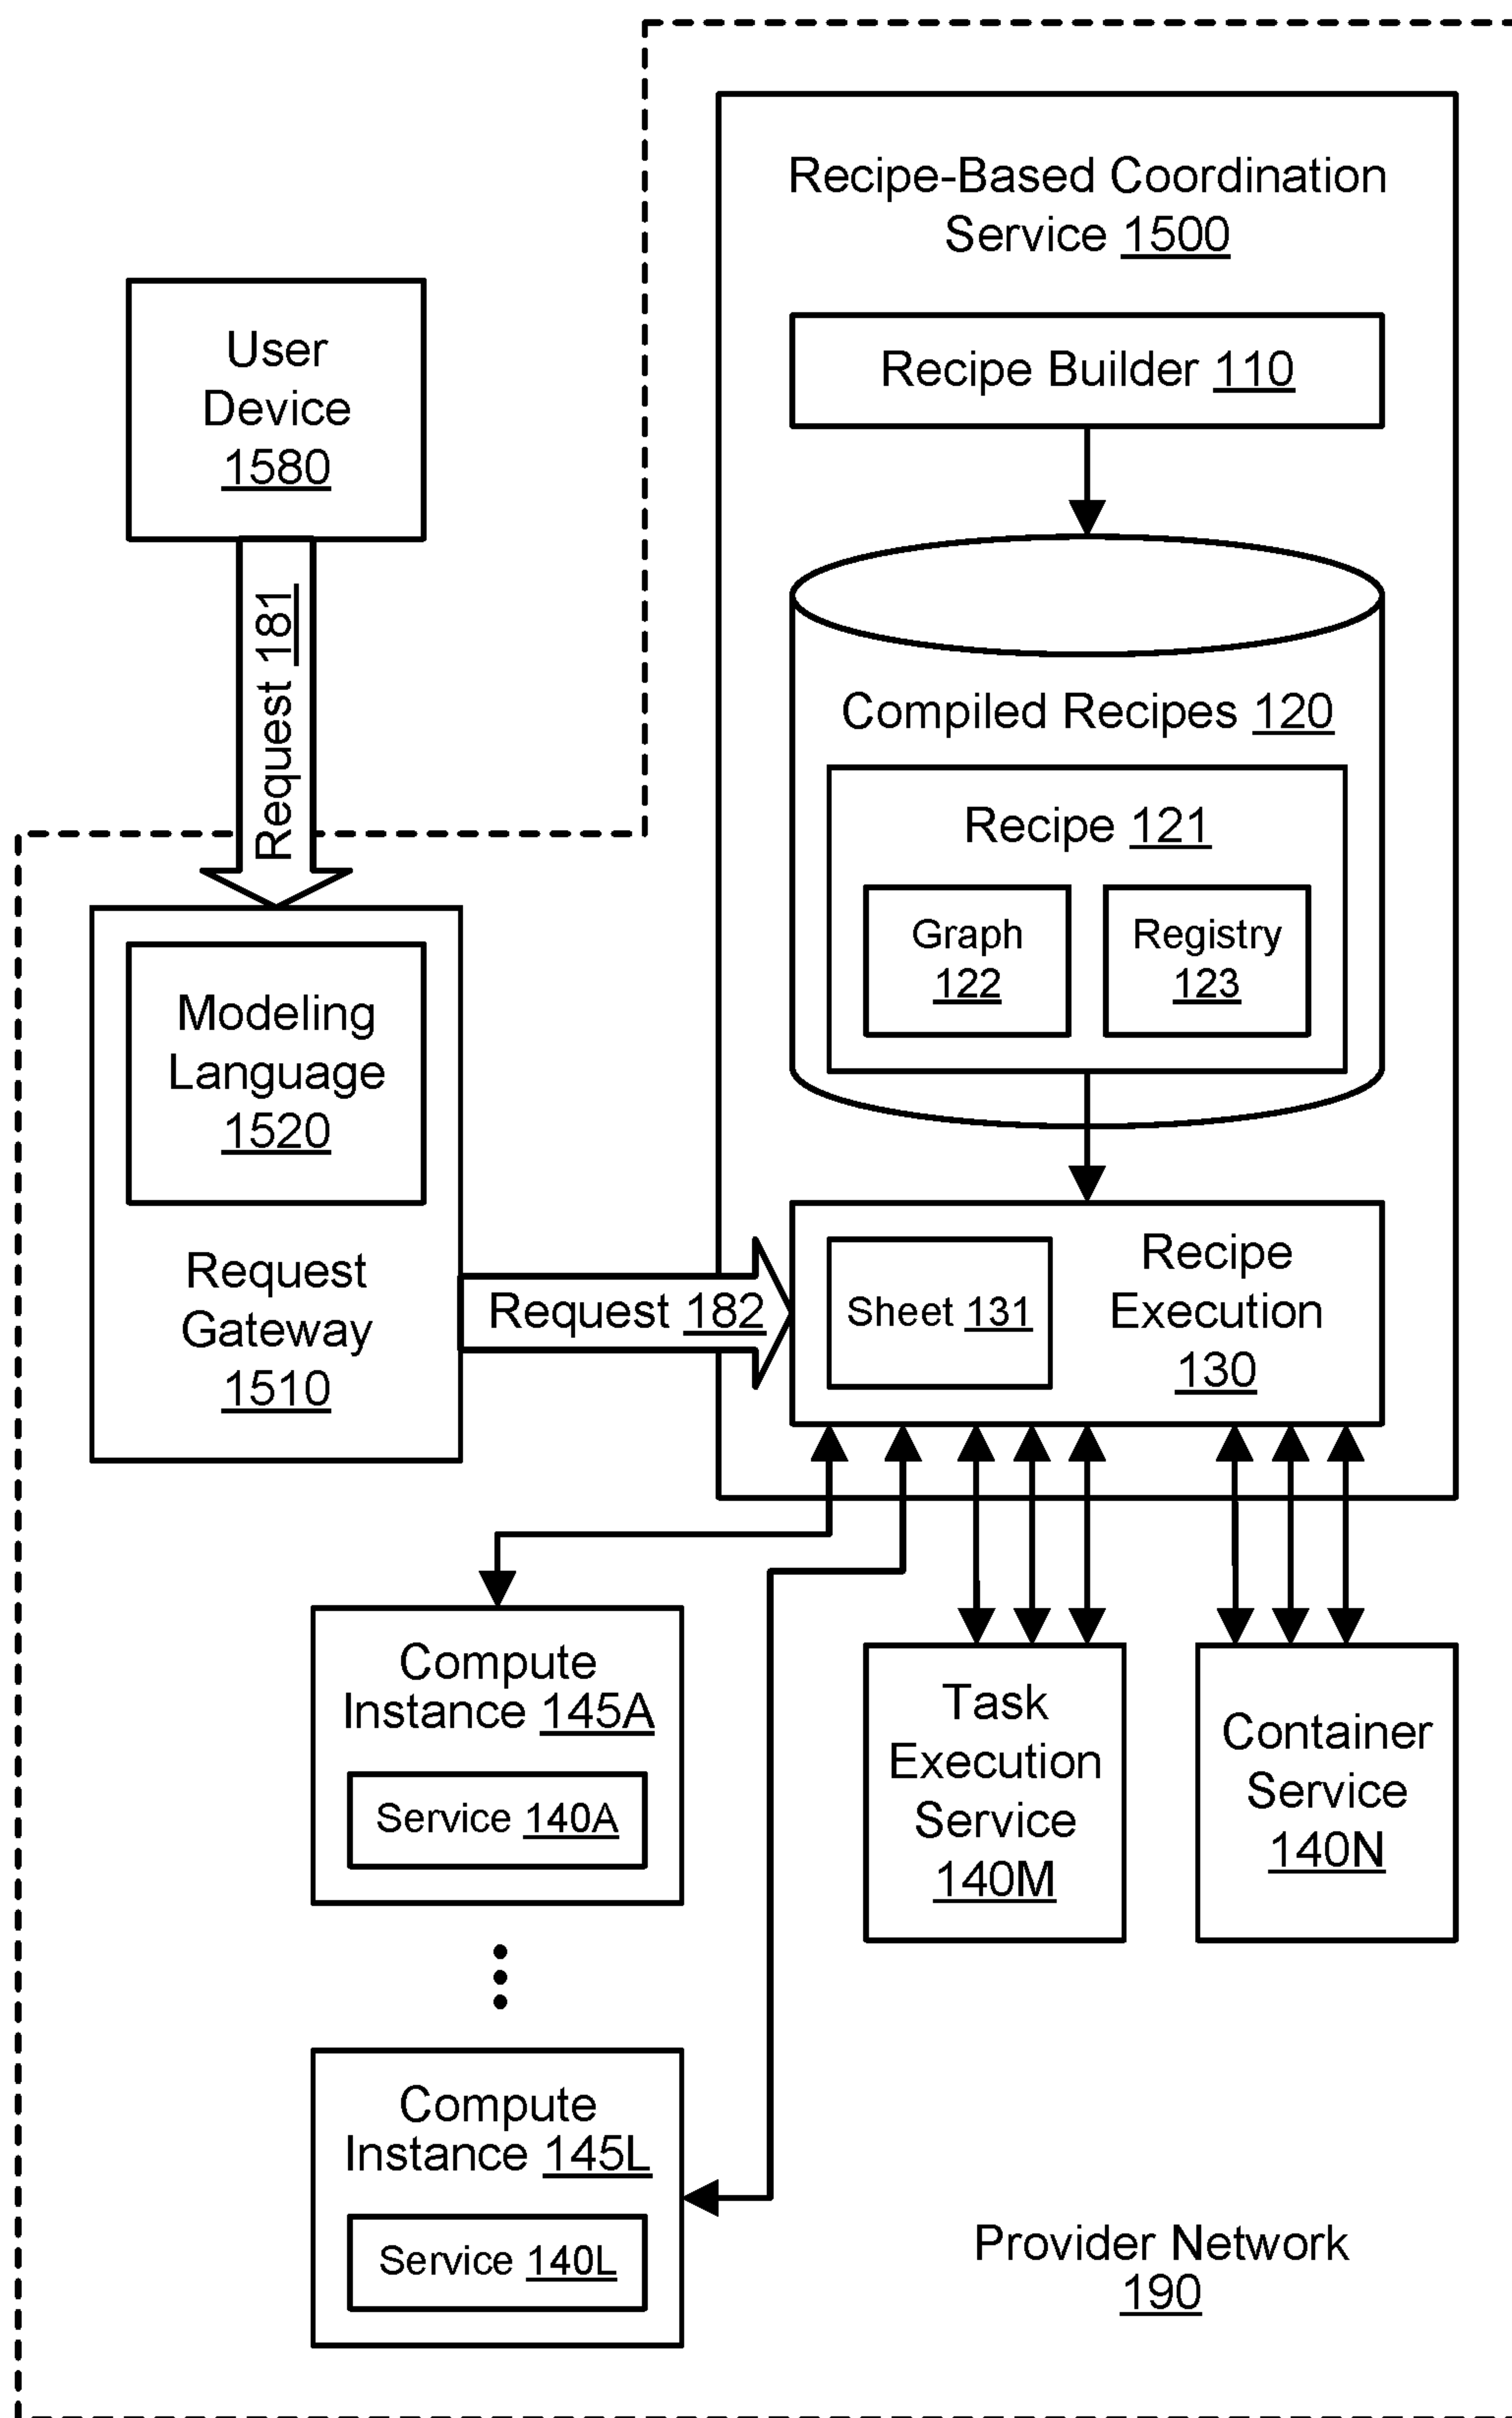 Recipe-Based Coordination
Service 1500
Recipe Builder 110
User
Device
1580
Request 181
Compiled Recipes 120
Recipe 121
Graph
122
Registry
123
Modeling
Language
1520
Request
Gateway
1510
Request 182
Sheet 131
Recipe
Execution
130
Compute
Instance 145A
Service 140A
Task
Execution
Service
140M
Container
Service
140N
Compute
Instance 145L
Service 140L
Provider Network
190